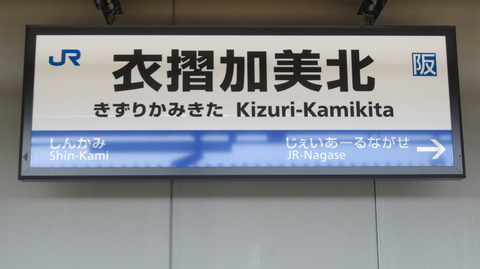 JR
衣摺加美北
阪
きずりかみきた Kizuri-Kamikita
しんかみ
Shin-Kami
じぇいあーるながせ
JR-Nagase